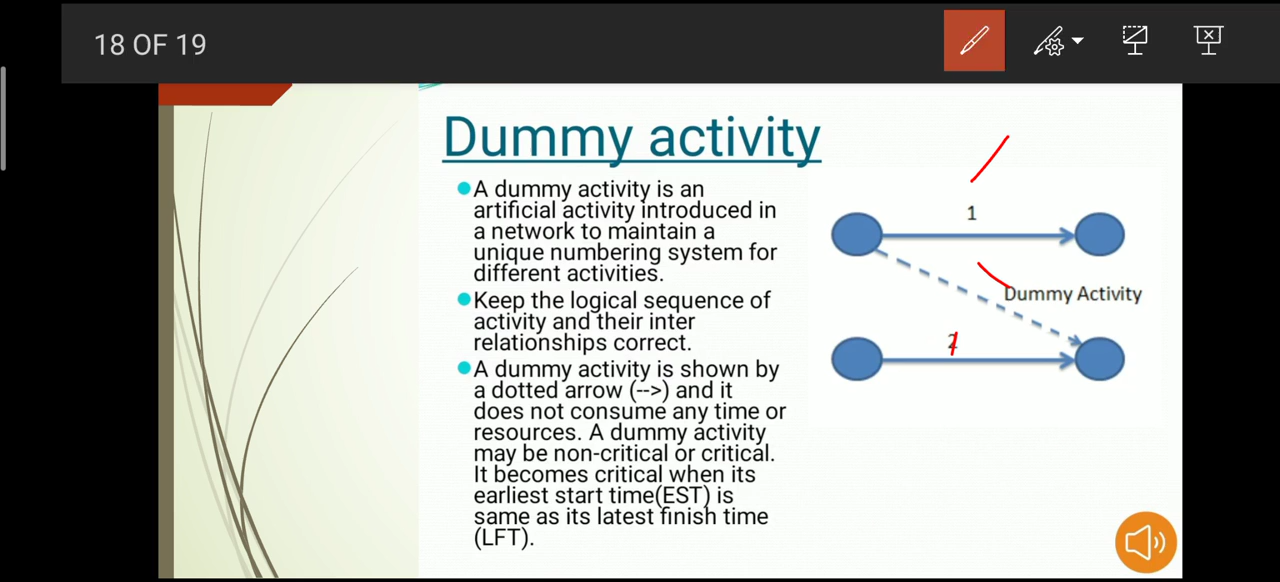 18 OF 19
Dummy activity
A dummy activity is an
artificial activity introduced in
a network to maintain a
unique numbering system for
different activities.
Keep the logical sequence of
activity and their inter
relationships correct.
A dummy activity is shown by
a dotted arrow (-->) and it
does not consume any time or
resources. A dummy activity
may be non-critical or critical.
It becomes critical when its
earliest start time(EST) is
same as its latest finish time
(LFT).
1
Dummy Activity
2